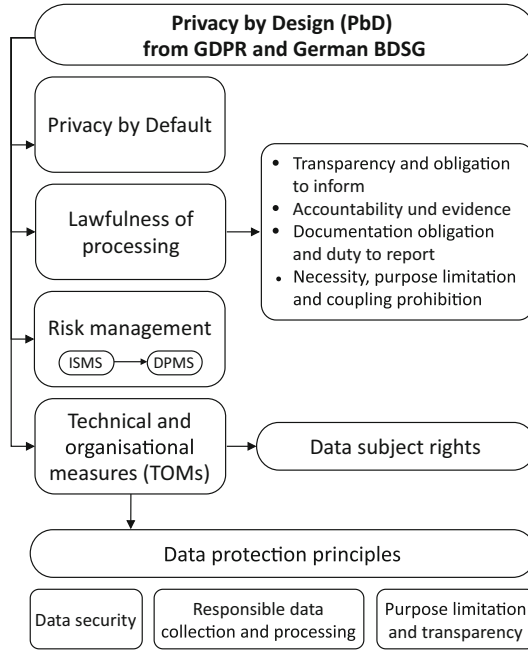 Privacy by Design (PbD)
from GDPR and German BDSG
Privacy by Default
Lawfulness of
processing
• Transparency and obligation
to inform
• Accountability und evidence
• Documentation obligation
and duty to report
• Necessity, purpose limitation
and coupling prohibition
Risk management
ISMS
DPMS
Technical and
organisational
measures (TOMs)
Data subject rights
Data protection principles
Data security
Responsible data
collection and processing
Purpose limitation
and transparency